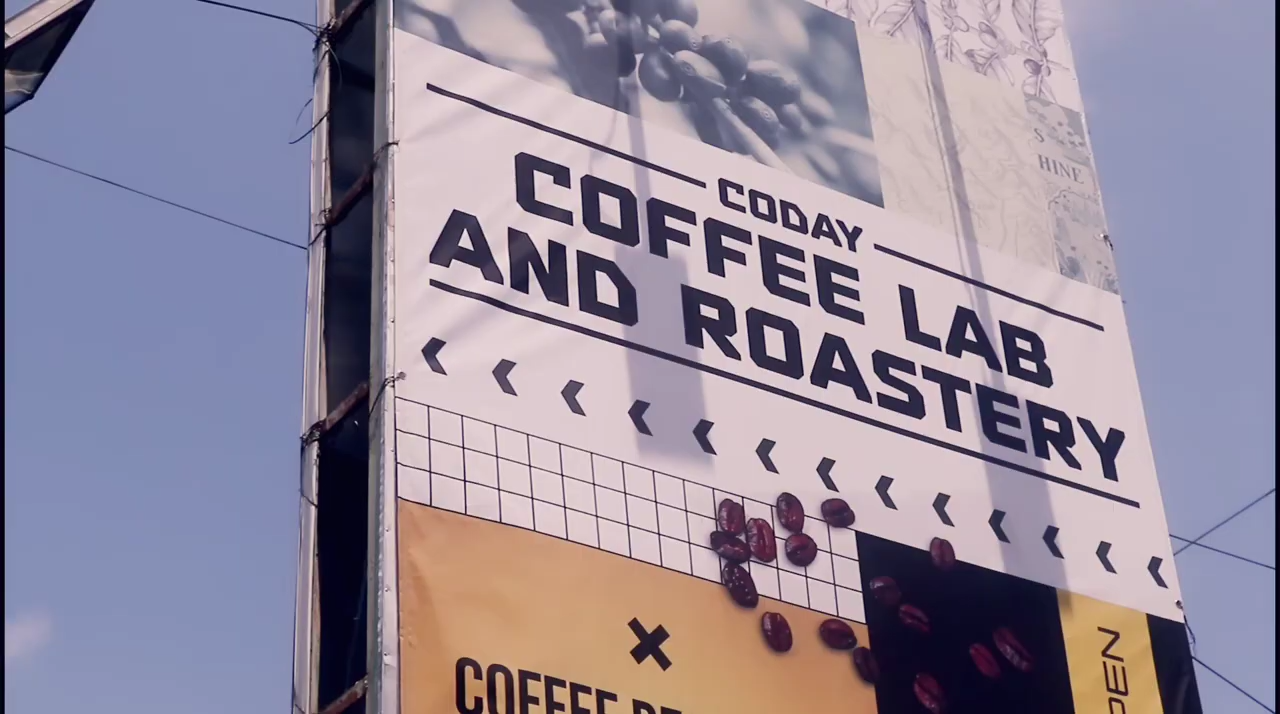 S
HINE
CODAY
COFFEE LAB
AND ROASTERY
COFFEE